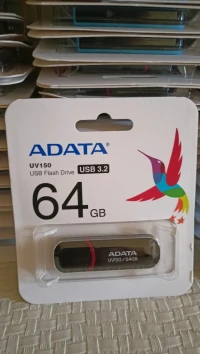 ADATA
UV150
USB Flash Drive USB 3.2
64 GB
ADATA